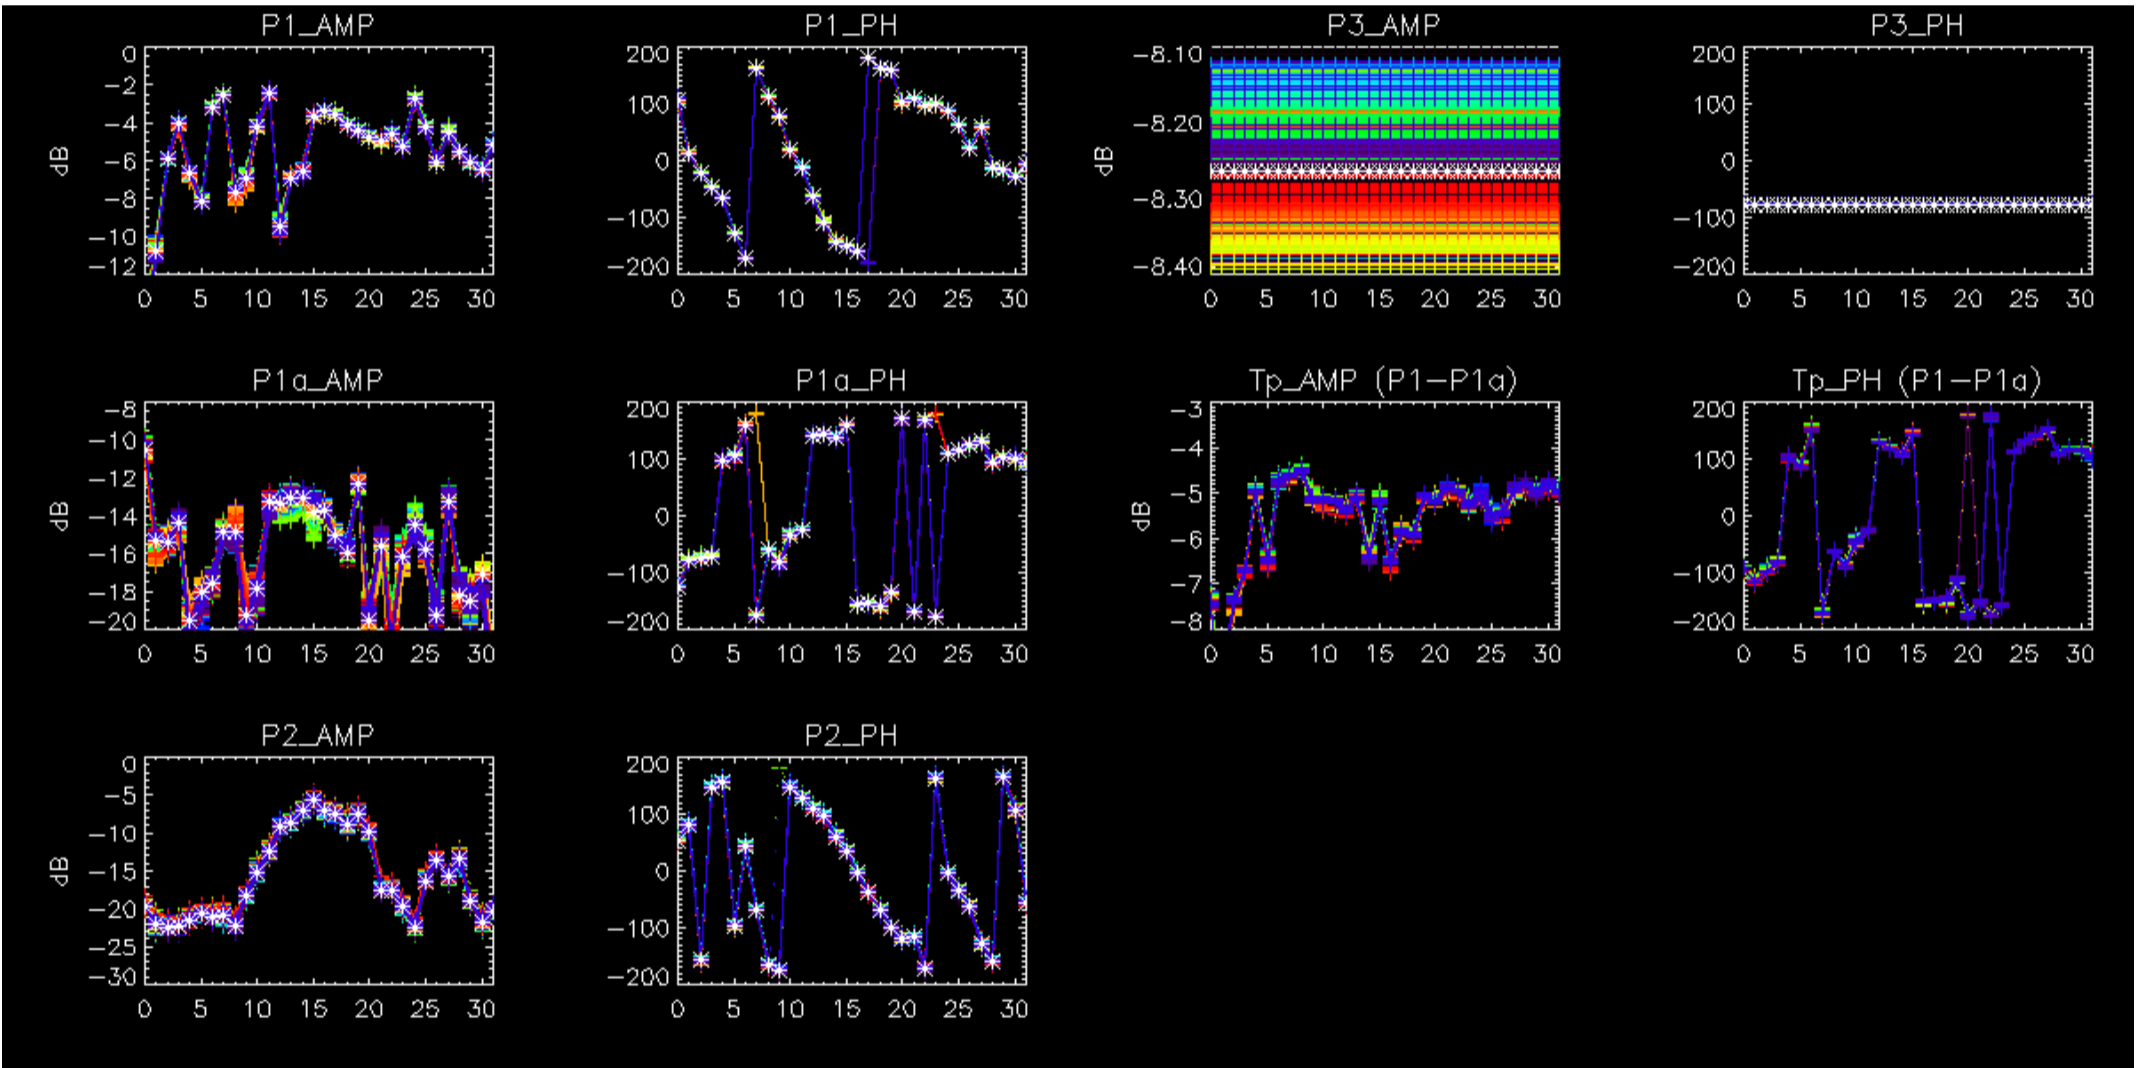 P1_AMP
0
-2
-4
-6
-8
-10
-12
dB
0 5 10 15 20 25 30
P1_PH
200
100
0
-100
-200
0 5 10 15 20 25 30
P3_AMP
-8.10
-8.20
-8.30
-8.40
dB
0 5 10 15 20 25 30
P3_PH
200
100
0
-100
-200
0 5 10 15 20 25 30
P1a_AMP
-8
-10
-12
-14
-16
-18
-20
dB
0 5 10 15 20 25 30
P1a_PH
200
100
0
-100
-200
0 5 10 15 20 25 30
Tp_AMP (P1-P1a)
-3
-4
-5
-6
-7
-8
dB
0 5 10 15 20 25 30
Tp_PH (P1-P1a)
200
100
0
-100
-200
0 5 10 15 20 25 30
P2_AMP
0
-5
-10
-15
-20
-25
-30
dB
0 5 10 15 20 25 30
P2_PH
200
100
0
-100
-200
0 5 10 15 20 25 30